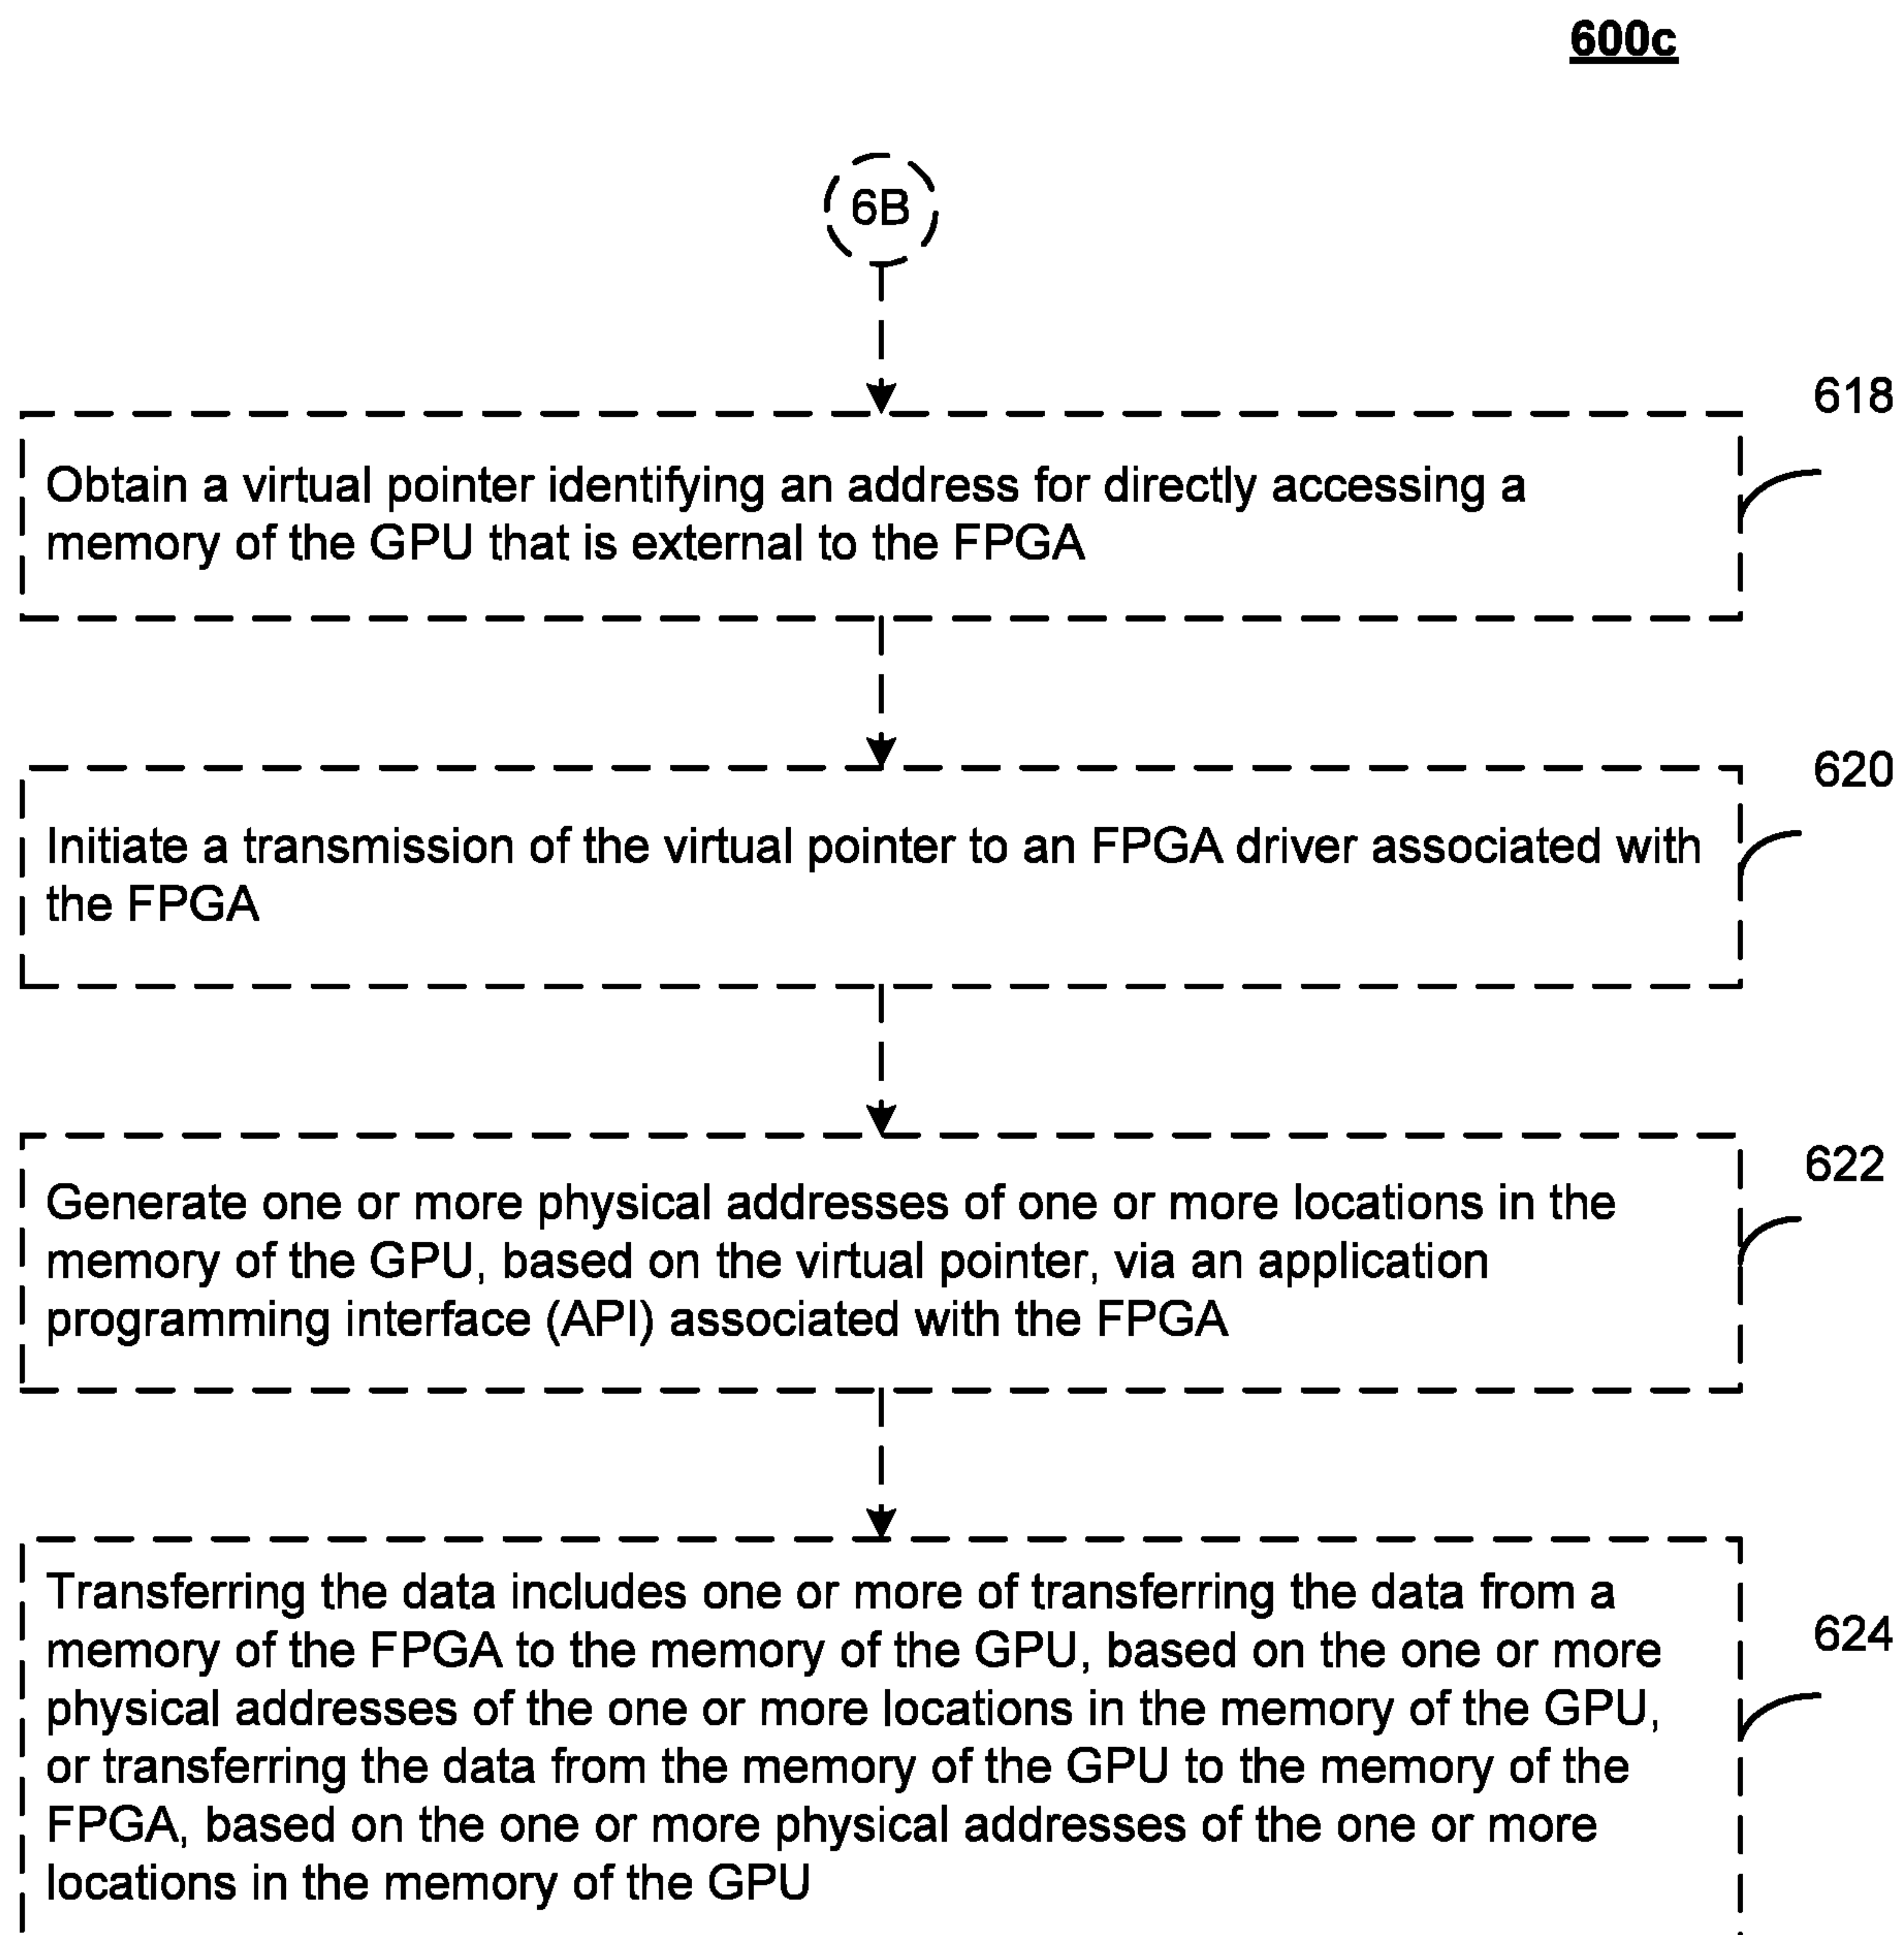 600c
6B
618
Obtain a virtual pointer identifying an address for directly accessing a
memory of the GPU that is external to the FPGA
620
Initiate a transmission of the virtual pointer to an FPGA driver associated with
the FPGA
622
Generate one or more physical addresses of one or more locations in the
memory of the GPU, based on the virtual pointer, via an application
programming interface (API) associated with the FPGA
Transferring the data includes one or more of transferring the data from a
memory of the FPGA to the memory of the GPU, based on the one or more
624
physical addresses of the one or more locations in the memory of the GPU,
or transferring the data from the memory of the GPU to the memory of the
FPGA, based on the one or more physical addresses of the one or more
locations in the memory of the GPU